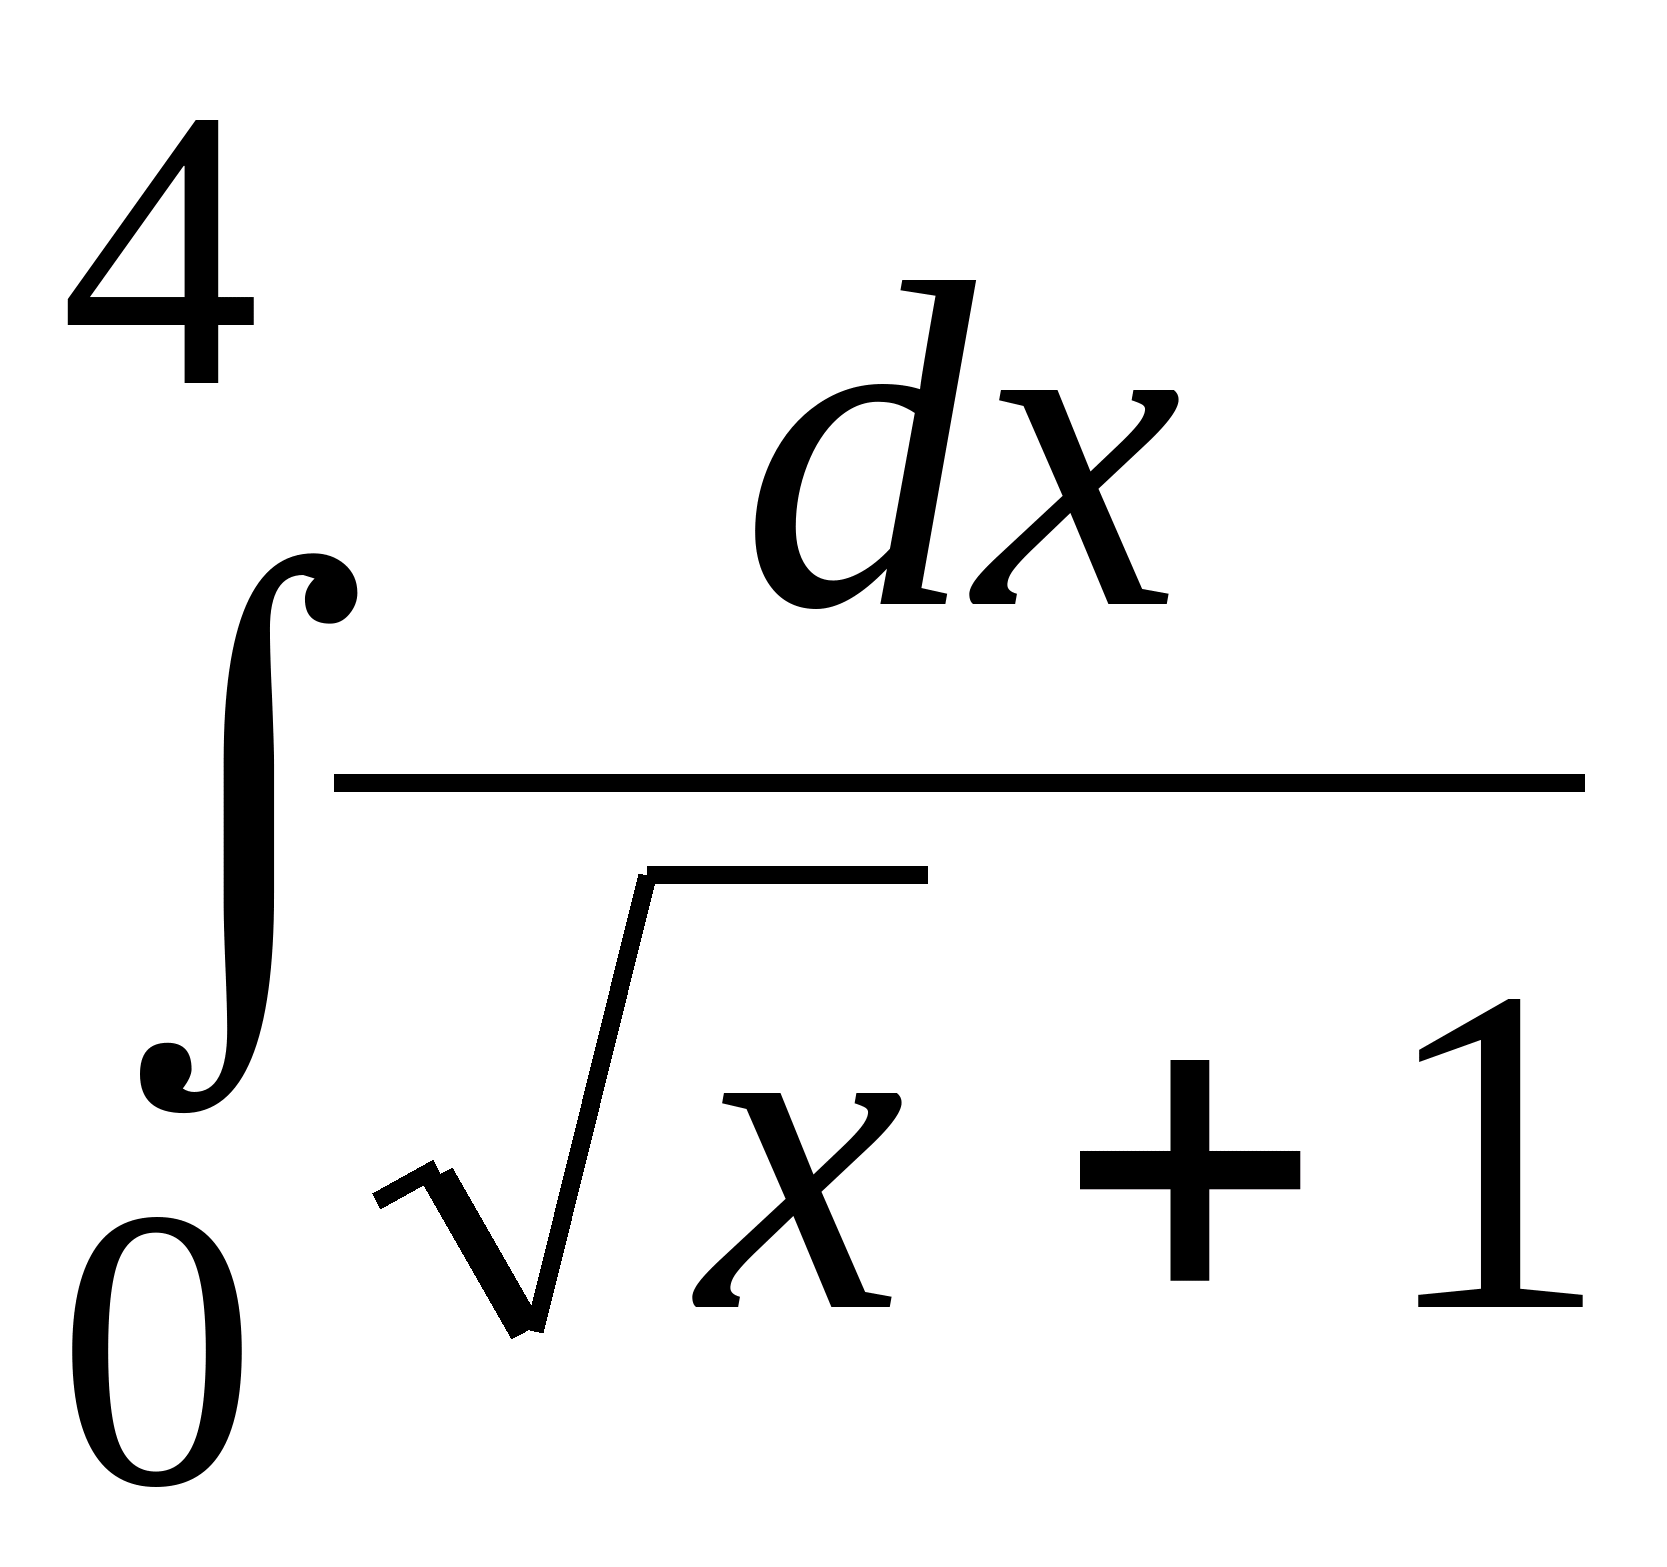 4
∫ dx / (√x + 1)
0